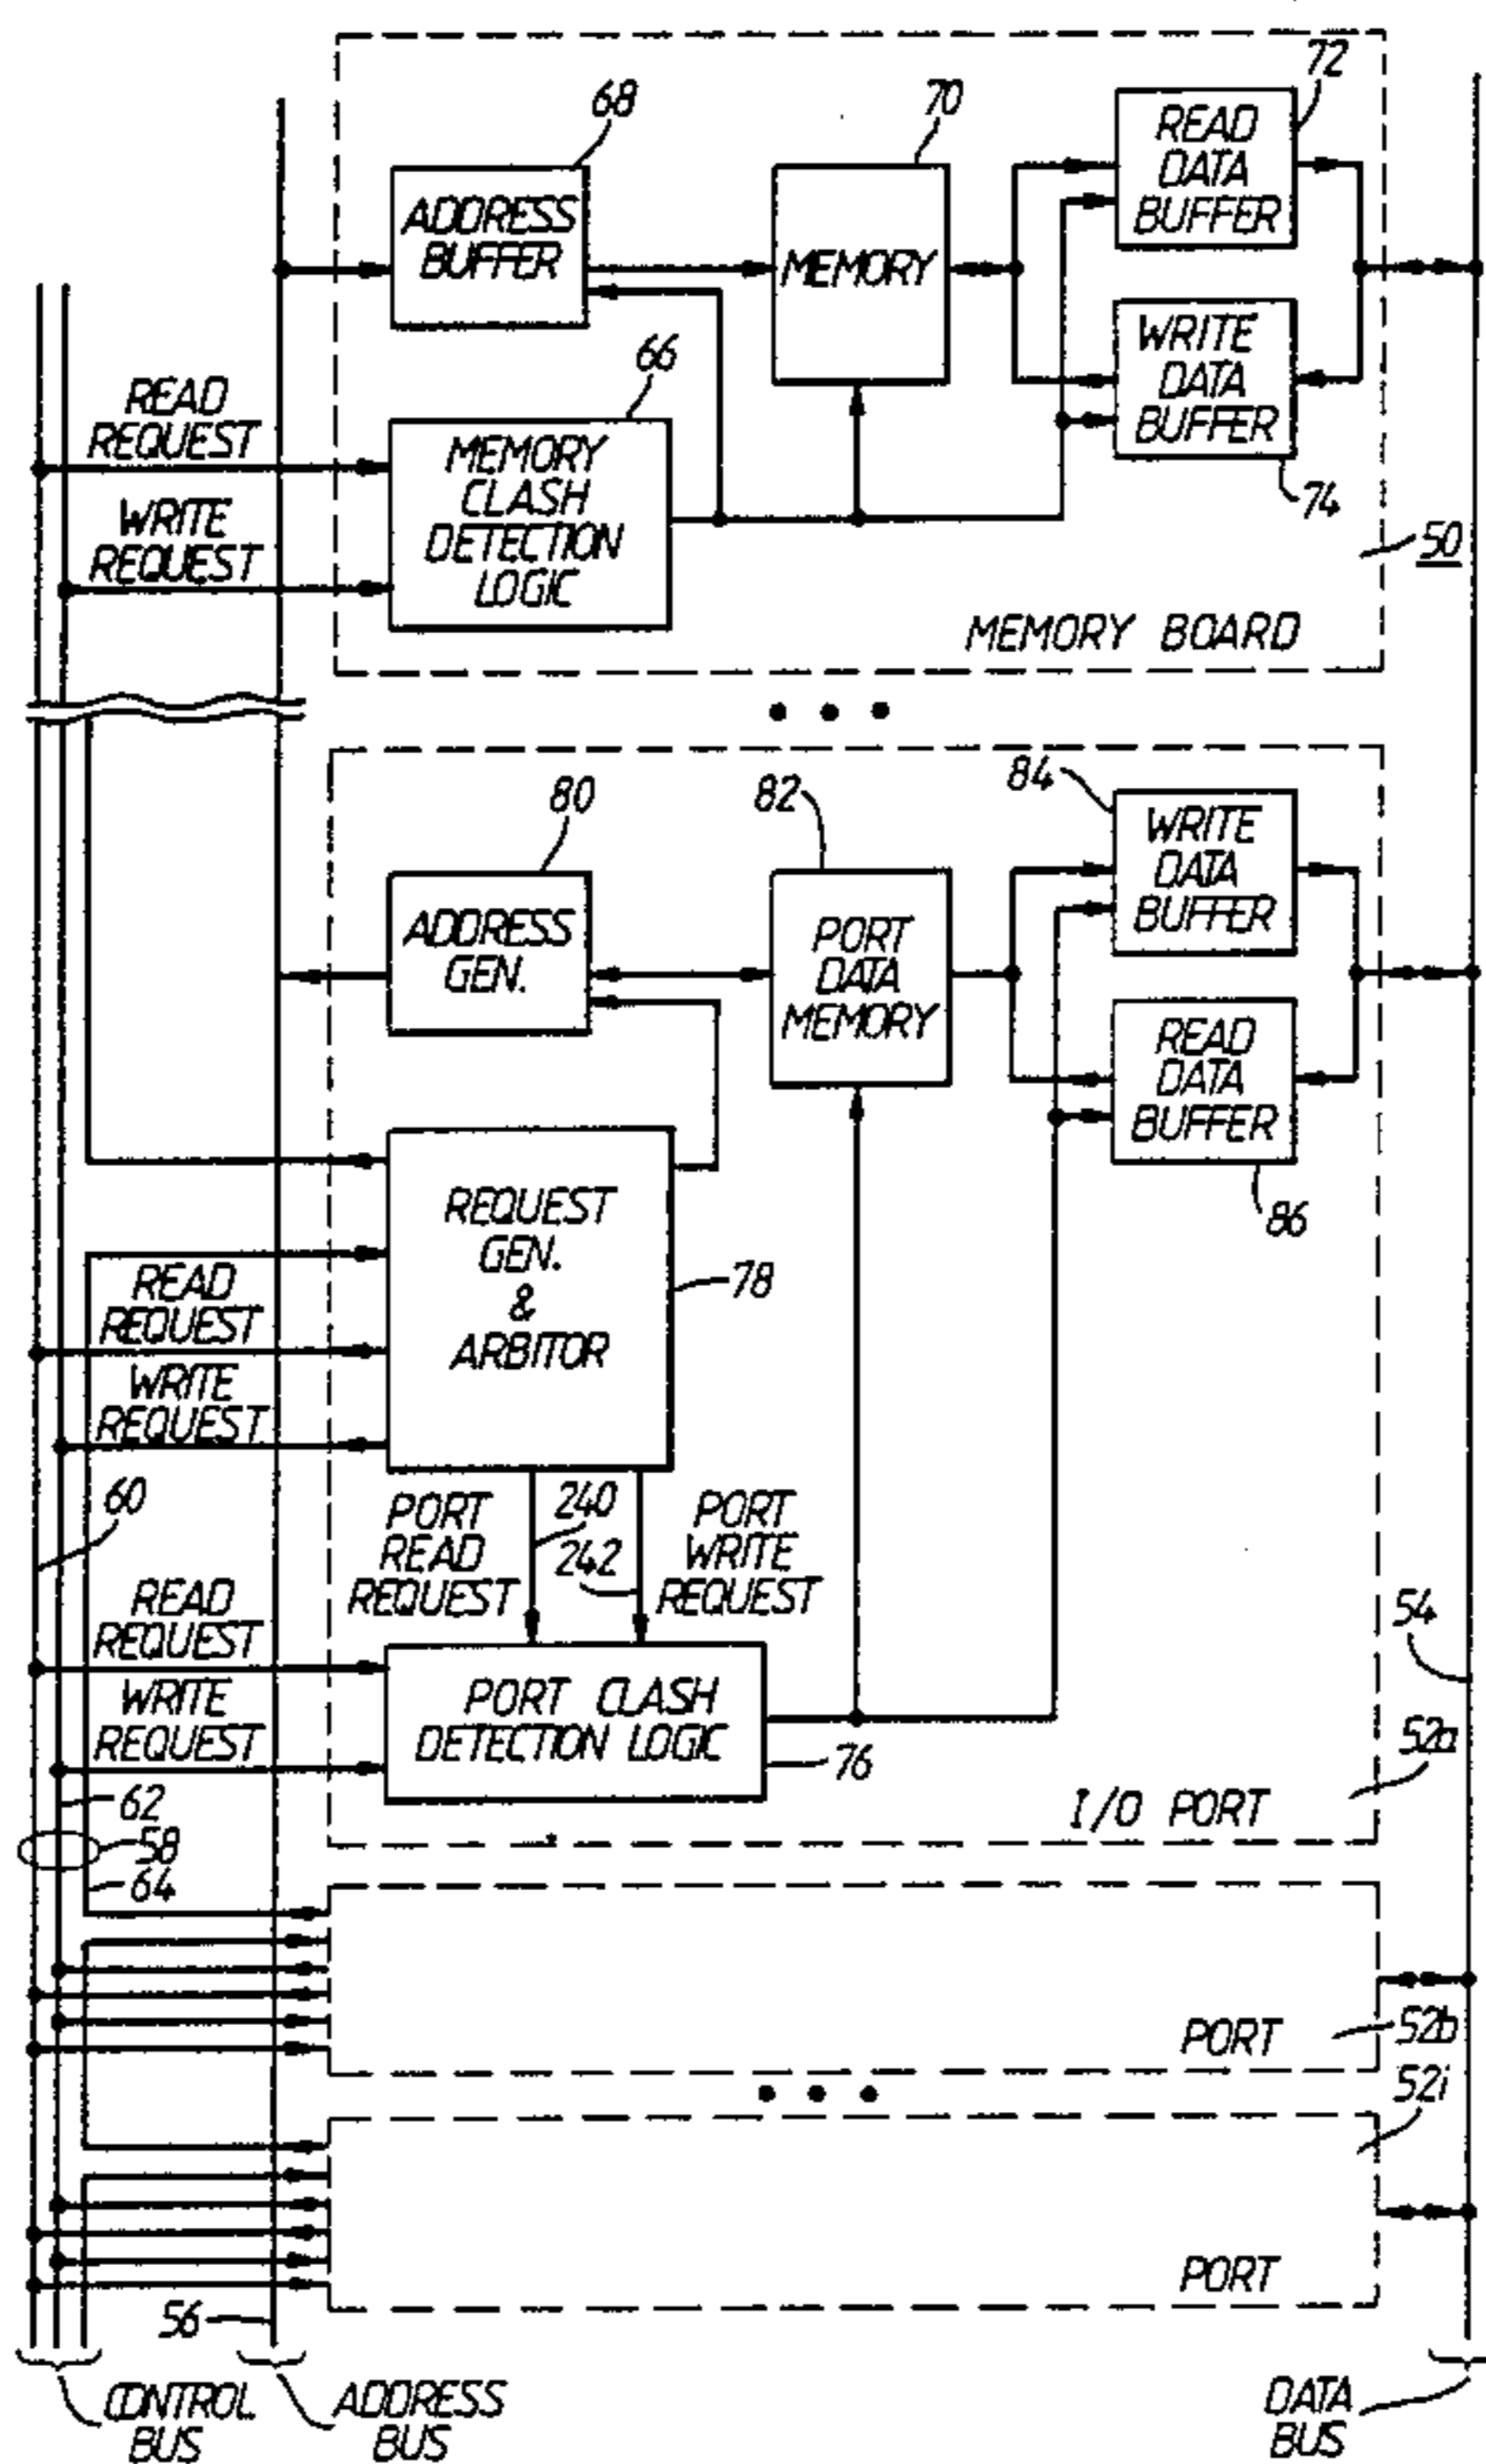 68
70
72
READ
DATA
BUFFER
ADDRESS
BUFFER
MEMORY
WRITE
DATA
BUFFER
66
74
READ
REQUEST
WRITE
REQUEST
MEMORY
CLASH
DETECTION
LOGIC
50
MEMORY BOARD
80
82
84
WRITE
DATA
BUFFER
ADDRESS
GEN.
PORT
DATA
MEMORY
READ
DATA
BUFFER
86
REQUEST
GEN.
&
ARBITOR
78
READ
REQUEST
WRITE
REQUEST
60
PORT
READ
REQUEST
240
242
PORT
WRITE
REQUEST
READ
REQUEST
WRITE
REQUEST
PORT CLASH
DETECTION LOGIC
76
54
52a
I/O PORT
62
58
64
PORT
52b
52i
PORT
56
CONTROL
BUS
ADDRESS
BUS
DATA
BUS